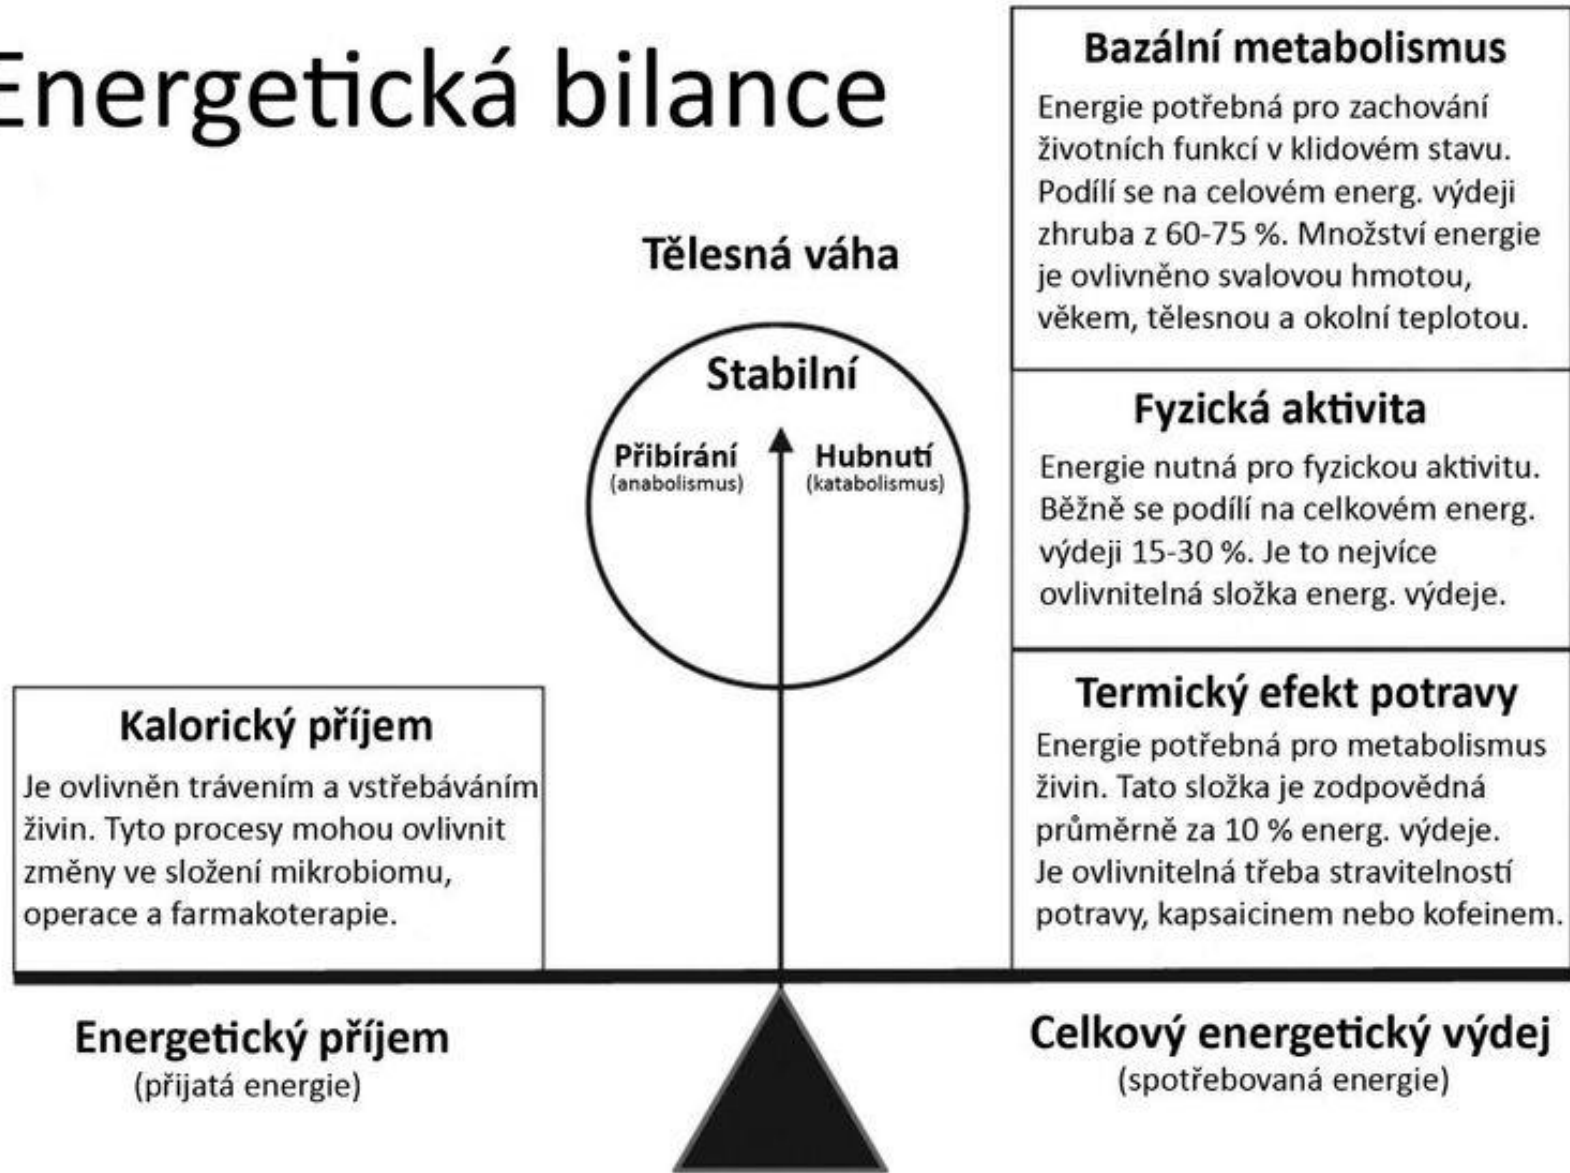 Energetická bilance
Tělesná váha
Stabilní
Přibírání
(anabolismus)
Hubnutí
(katabolismus)
Kalorický příjem
Je ovlivněn trávením a vstřebáváním
živin. Tyto procesy mohou ovlivnit
změny ve složení mikrobiomu,
operace a farmakoterapie.
Energetický příjem
(přijatá energie)
Bazální metabolismus
Energie potřebná pro zachování
životních funkcí v klidovém stavu.
Podílí se na celovém energ. výdeji
zhruba z 60-75 %. Množství energie
je ovlivněno svalovou hmotou,
věkem, tělesnou a okolní teplotou.
Fyzická aktivita
Energie nutná pro fyzickou aktivitu.
Běžně se podílí na celkovém energ.
výdeji 15-30 %. Je to nejvíce
ovlivnitelná složka energ. výdeje.
Termický efekt potravy
Energie potřebná pro metabolismus
živin. Tato složka je zodpovědná
průměrně za 10 % energ. výdeje.
Je ovlivnitelná třeba stravitelností
potravy, kapsaicinem nebo kofeinem.
Celkový energetický výdej
(spotřebovaná energie)